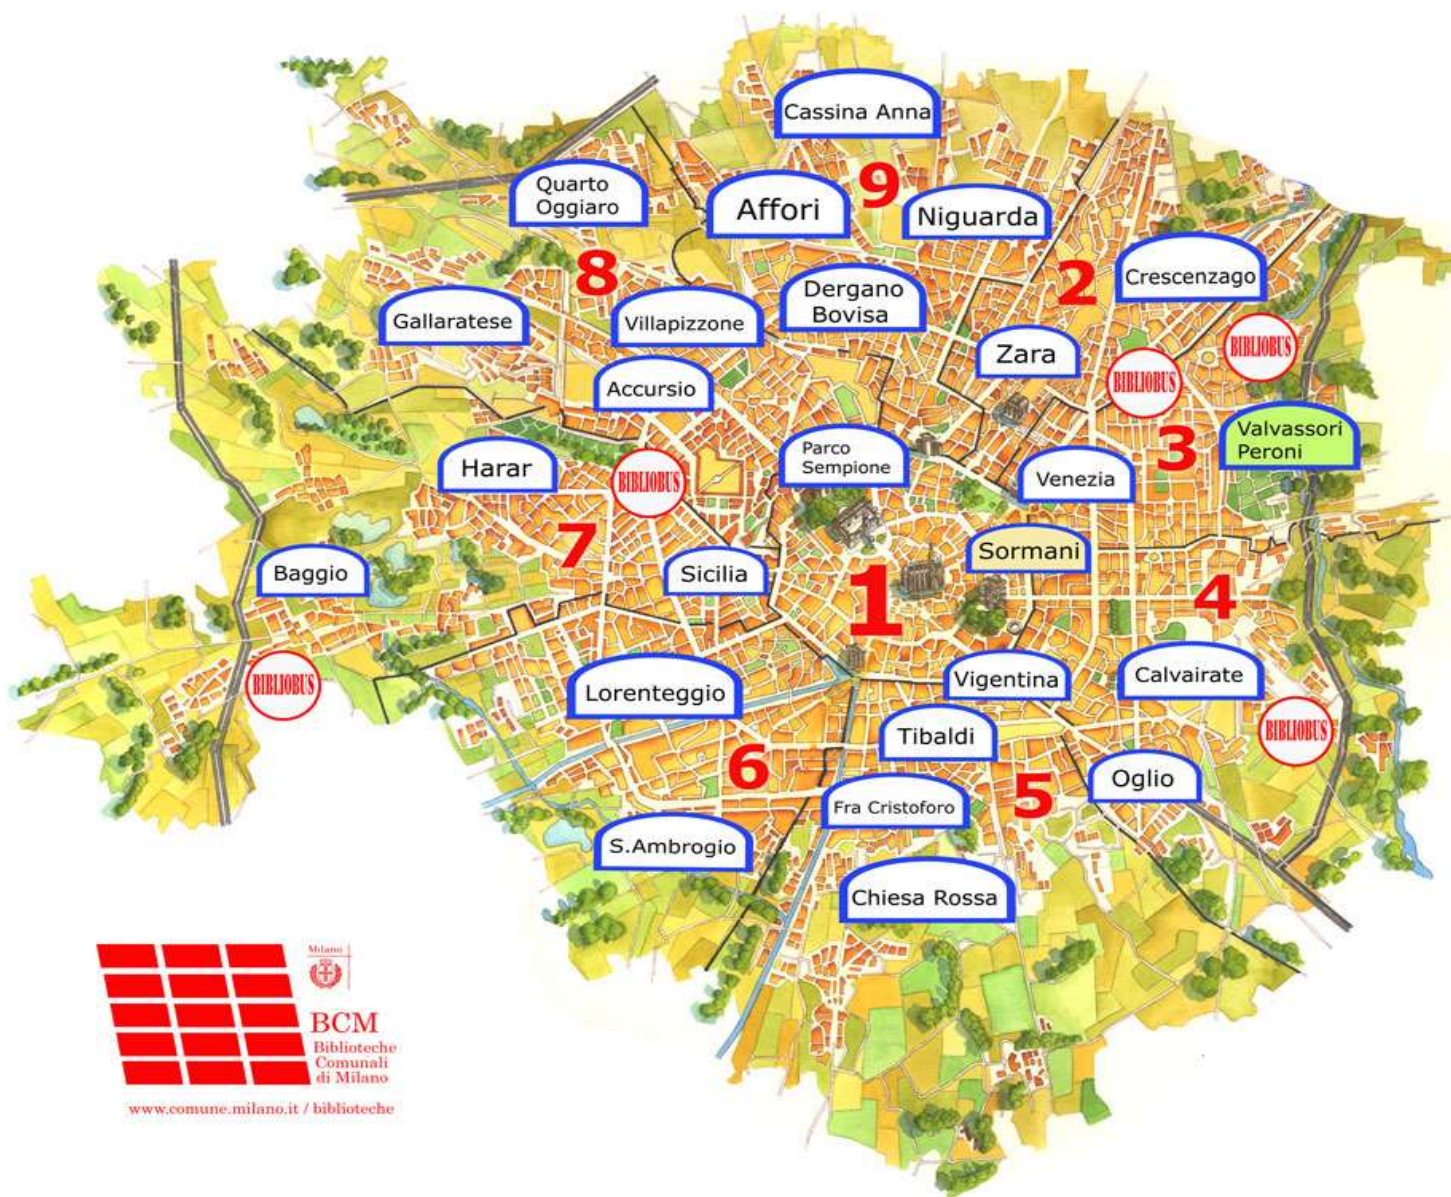 Cassina Anna
Quarto
Oggiaro
Affori
9
Niguarda
8
2
Crescenzago
Gallaratese
Villapizzone
Dergano
Bovisa
Zara
BIBLIOBUS
BIBLIOBUS
Accursio
Harar
BIBLIOBUS
Parco
Sempione
3
Valvassori
Peroni
Venezia
7
Baggio
Sicilia
Sormani
1
4
BIBLIOBUS
Lorenteggio
Vigentina
Calvairate
Tibaldi
BIBLIOBUS
6
5
Oglio
Fra Cristoforo
S.Ambrogio
Chiesa Rossa
Milano
BCM
Biblioteche
Comunali
di Milano
www.comune.milano.it / biblioteche